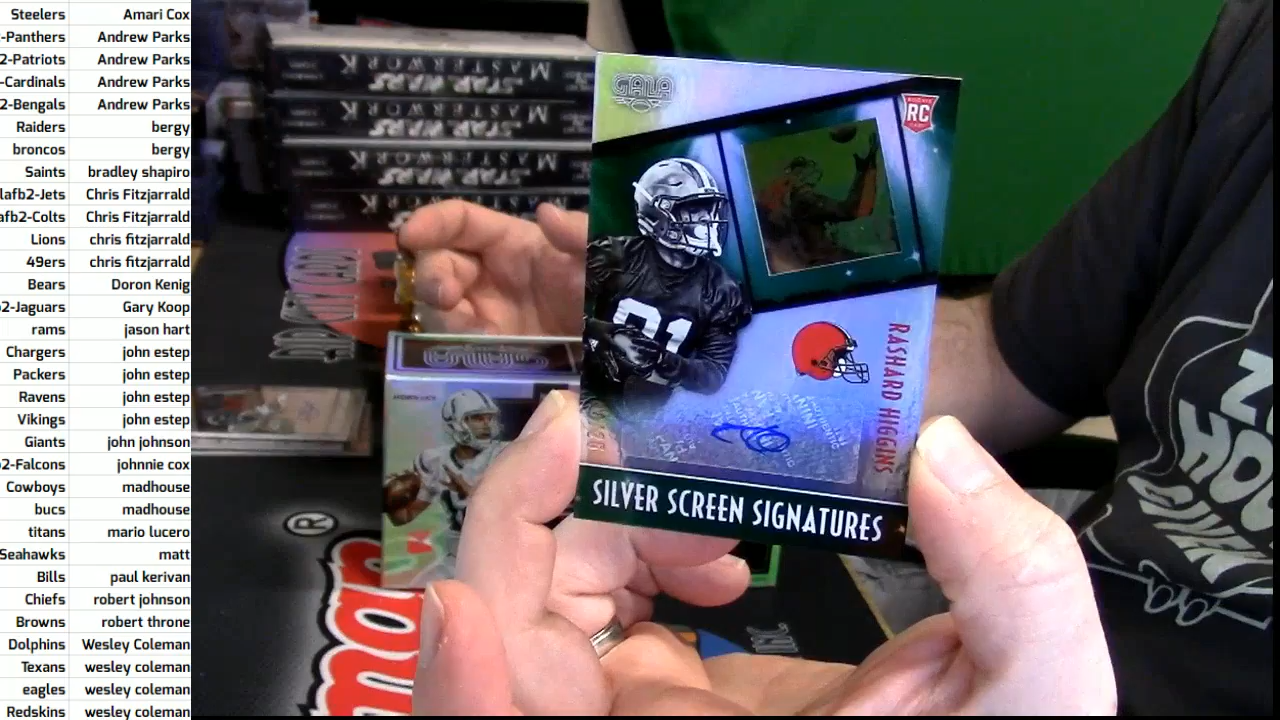 Steelers Amari Cox
-Panthers Andrew Parks
2-Patriots Andrew Parks
-Cardinals Andrew Parks
2-Bengals Andrew Parks
Raiders bergy
broncos bergy
Saints bradley shapiro
lafb2-Jets Chris Fitzjarrald
afb2-Colts Chris Fitzjarrald
Lions chris fitzjarrald
49ers chris fitzjarrald
Bears Doron Kenig
2-Jaguars Gary Koop
rams jason hart
Chargers john estep
Packers john estep
Ravens john estep
Vikings john estep
Giants john johnson
2-Falcons johnnie cox
Cowboys madhouse
bucs madhouse
titans mario lucero
Seahawks matt
Bills paul kerivan
Chiefs robert johnson
Browns robert throne
Dolphins Wesley Coleman
Texans wesley coleman
eagles wesley coleman
Redskins wesley coleman
STAR WARS
MASTERWORK
STAR WARS
MASTERWORK
STAR WARS
MASTERWORK
STAR WARS
GALA
RC
81
RASHARD HIGGINS
SILVER SCREEN SIGNATURES
®